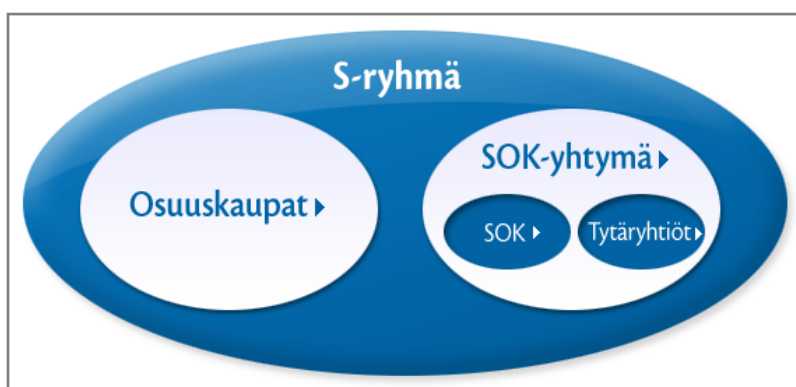 S-ryhmä
Osuuskaupat
SOK-yhtymä
SOK
Tytäryhtiöt